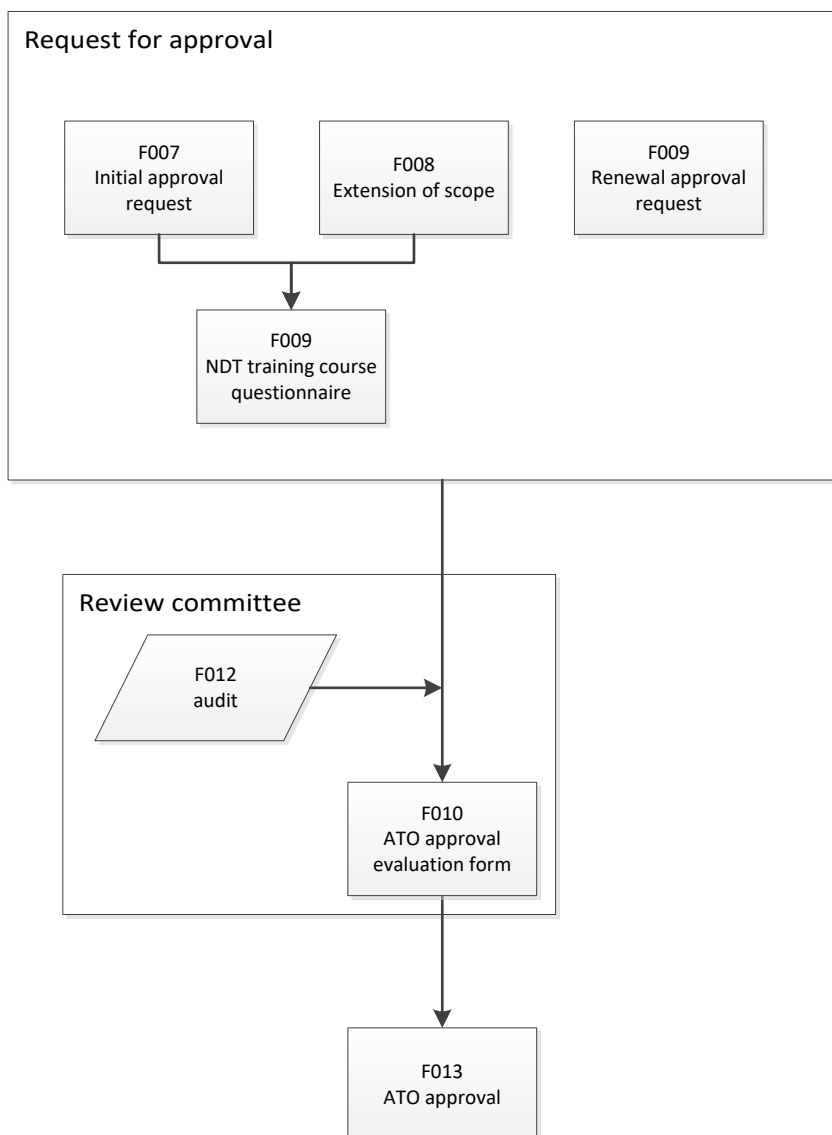 Request for approval
F007
Initial approval
request
F008
Extension of scope
F009
Renewal approval
request
F009
NDT training course
questionnaire
Review committee
F012
audit
F010
ATO approval
evaluation form
F013
ATO approval